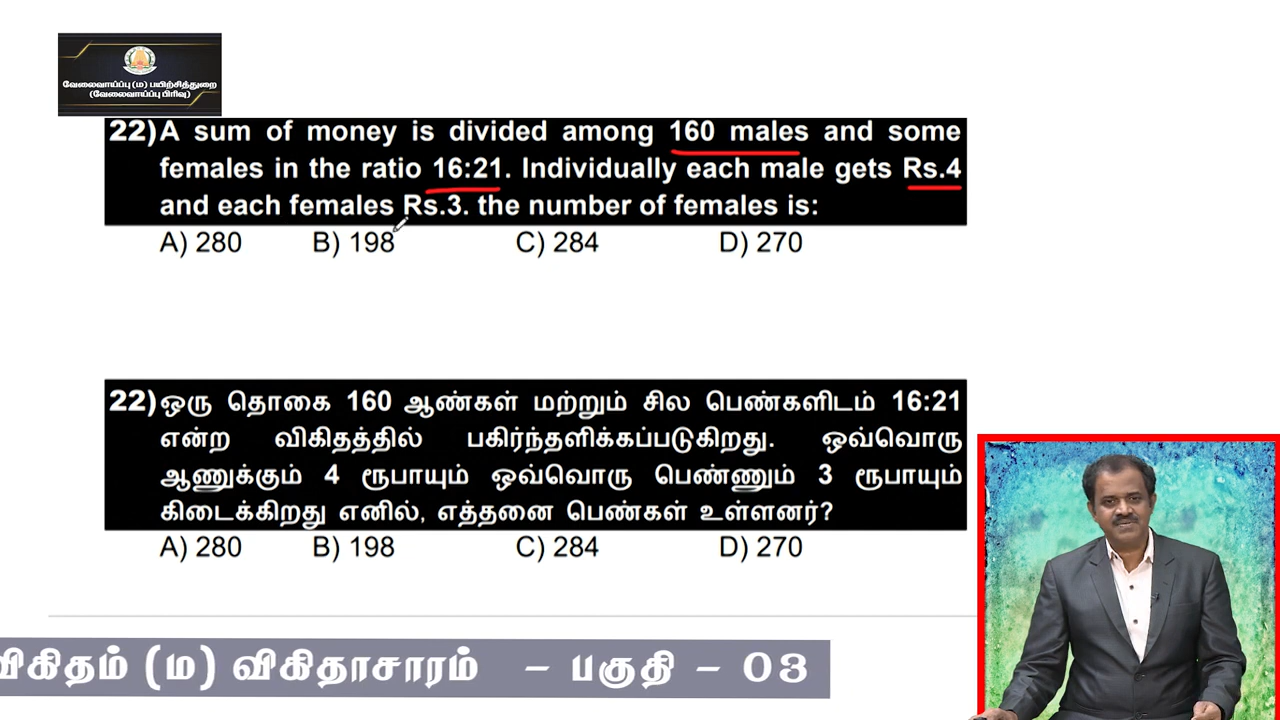 வேலைவாய்ப்பு (ம) பயிற்சித்துறை
(வேலைவாய்ப்பு பிரிவு)
22) A sum of money is divided among 160 males and some
females in the ratio 16:21. Individually each male gets Rs.4
and each females Rs.3. the number of females is:
A) 280 B) 198 C) 284 D) 270
22) ஒரு தொகை 160 ஆண்கள் மற்றும் சில பெண்களிடம் 16:21
என்ற விகிதத்தில் பகிர்ந்தளிக்கப்படுகிறது. ஒவ்வொரு
ஆணுக்கும் 4 ரூபாயும் ஒவ்வொரு பெண்ணும் 3 ரூபாயும்
கிடைக்கிறது எனில், எத்தனை பெண்கள் உள்ளனர்?
A) 280 B) 198 C) 284 D) 270
விகிதம் (ம) விகிதாசாரம் - பகுதி - 03